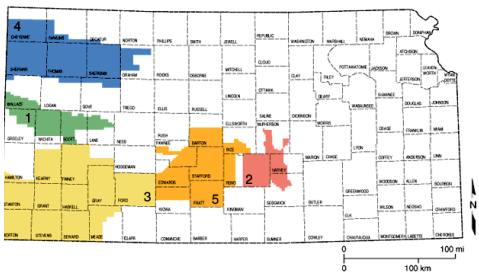 4
CHEYENNE RAWLINS DECATUR NORTON PHILLIPS SMITH JEWELL REPUBLIC WASHINGTON MARSHALL NEMAHA BROWN DONIPHAN
ATCHISON
SHERMAN THOMAS SHERIDAN GRAHAM ROOKS OSBORNE MITCHELL CLOUD CLAY RILEY POTTAWATOMIE JACKSON JEFFERSON LEAVEN WORTH
LINCOLN OTTAWA GEARY WABAUNSEE SHAWNEE DOUGLAS JOHNSON
WALLACE LOGAN GOVE TREGO ELLIS RUSSELL ELLSWORTH SALINE DICKINSON MORRIS
1
GREELEY WICHITA SCOTT LANE NESS RUSH BARTON RICE McPHERSON MARION CHASE LYON OSAGE FRANKLIN MIAMI
PAWNEE
HODGEMAN STAFFORD RENO HARVEY COFFEY ANDERSON LINN
HAMILTON KEARNY FINNEY EDWARDS 2
GREENWOOD WOODSON ALLEN BOURBON
STANTON GRANT HASKELL GRAY FORD 3 KIOWA PRATT 5 KINGMAN SEDGWICK BUTLER
ELK WILSON NEOSHO CRAWFORD
MORTON STEVENS SEWARD MEADE CLARK COMANCHE BARBER HARPER SUMNER COWLEY CHAUTAUQUA MONTGOMERY LABETTE CHEROKEE
N
0 100 mi
0 100 km